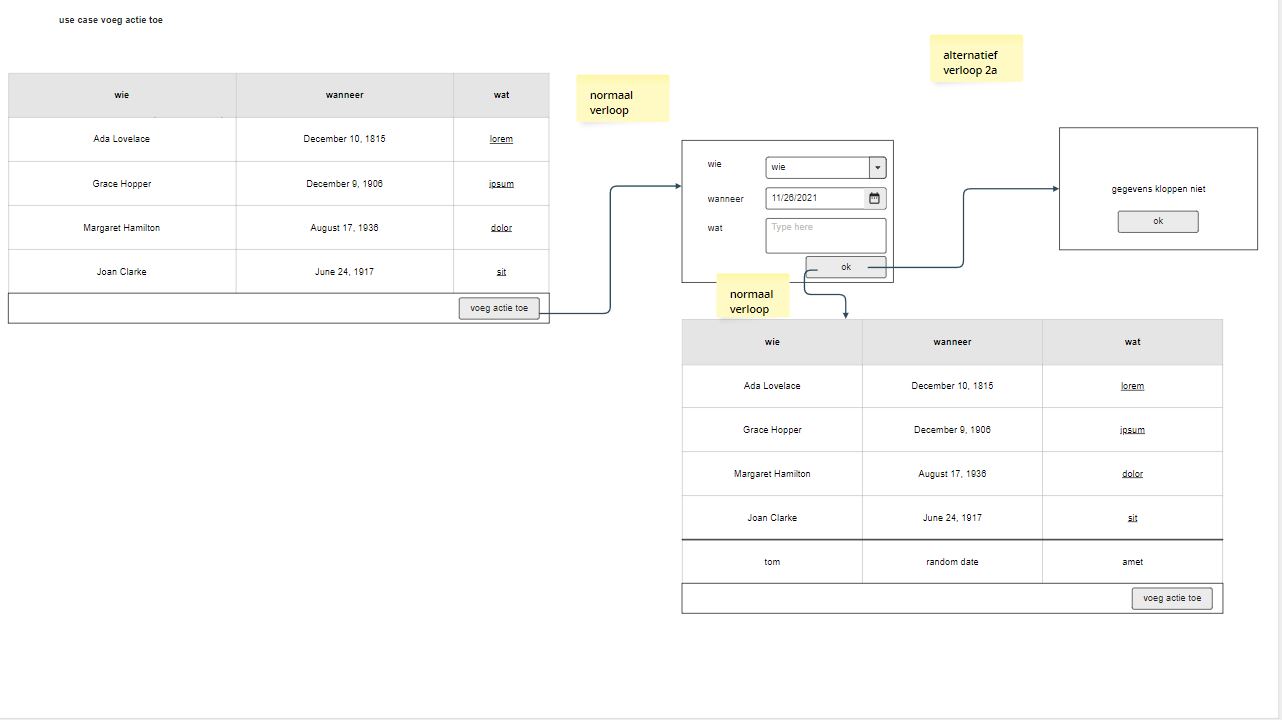 use case voeg actie toe
alternatief
verloop 2a
normaal
verloop
wie wanneer wat
Ada Lovelace December 10, 1815 lorem
Grace Hopper December 9, 1906 ipsum
Margaret Hamilton August 17, 1936 dolor
Joan Clarke June 24, 1917 sit
voeg actie toe
wie wie
wanneer 11/26/2021
wat Type here
ok
gegevens kloppen niet
ok
normaal
verloop
wie wanneer wat
Ada Lovelace December 10, 1815 lorem
Grace Hopper December 9, 1906 ipsum
Margaret Hamilton August 17, 1936 dolor
Joan Clarke June 24, 1917 sit
tom random date amet
voeg actie toe